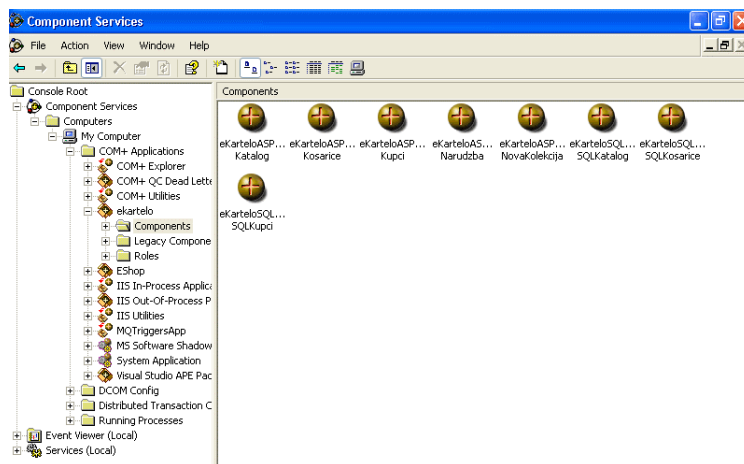 Component Services
File Action View Window Help
Console Root
Component Services
Computers
My Computer
COM+ Applications
COM+ Explorer
COM+ QC Dead Lette
COM+ Utilities
ekartelo
Components
Legacy Compone
Roles
EShop
IIS In-Process Applica
IIS Out-Of-Process P
IIS Utilities
MQTriggersApp
MS Software Shadow
System Application
Visual Studio APE Pac
DCOM Config
Distributed Transaction C
Running Processes
Event Viewer (Local)
Services (Local)
Components
eKarteloASP... eKarteloASP... eKarteloASP... eKarteloAS... eKarteloASP... eKarteloSQL... eKarteloSQL...
Katalog Kosarice Kupci Narudzba NovaKolekcija SQLKatalog SQLKosarice
eKarteloSQL...
SQLKupci